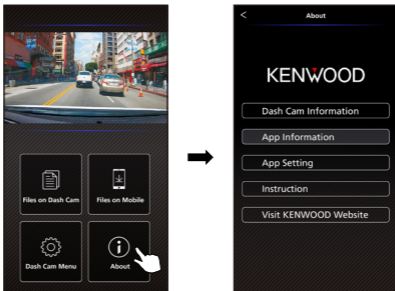 Files on Dash Cam
Files on Mobile
Dash Cam Menu
About
<
About
KENWOOD
Dash Cam Information
App Information
App Setting
Instruction
Visit KENWOOD Website